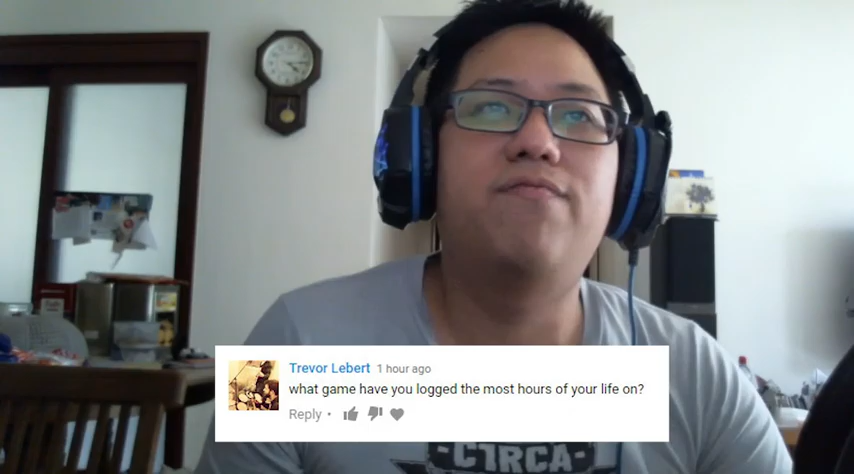 Trevor Lebert 1 hour ago
what game have you logged the most hours of your life on?
Reply •
-C1RCA-